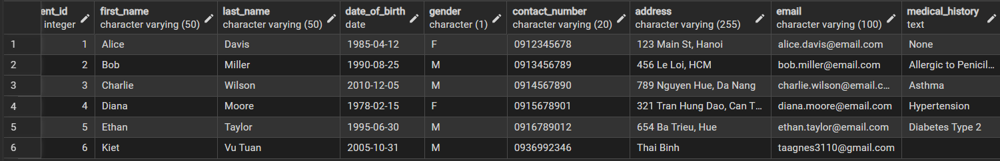 ent_id first_name last_name date_of_birth gender contact_number address email medical_history
integer character varying (50) character varying (50) date character (1) character varying (20) character varying (255) character varying (100) text
1 1 Alice Davis 1985-04-12 F 0912345678 123 Main St, Hanoi alice.davis@email.com None
2 2 Bob Miller 1990-08-25 M 0913456789 456 Le Loi, HCM bob.miller@email.com Allergic to Penicil...
3 3 Charlie Wilson 2010-12-05 M 0914567890 789 Nguyen Hue, Da Nang charlie.wilson@email.c... Asthma
4 4 Diana Moore 1978-02-15 F 0915678901 321 Tran Hung Dao, Can T... diana.moore@email.com Hypertension
5 5 Ethan Taylor 1995-06-30 M 0916789012 654 Ba Trieu, Hue ethan.taylor@email.com Diabetes Type 2
6 6 Kiet Vu Tuan 2005-10-31 M 0936992346 Thai Binh taagnes3110@gmail.com